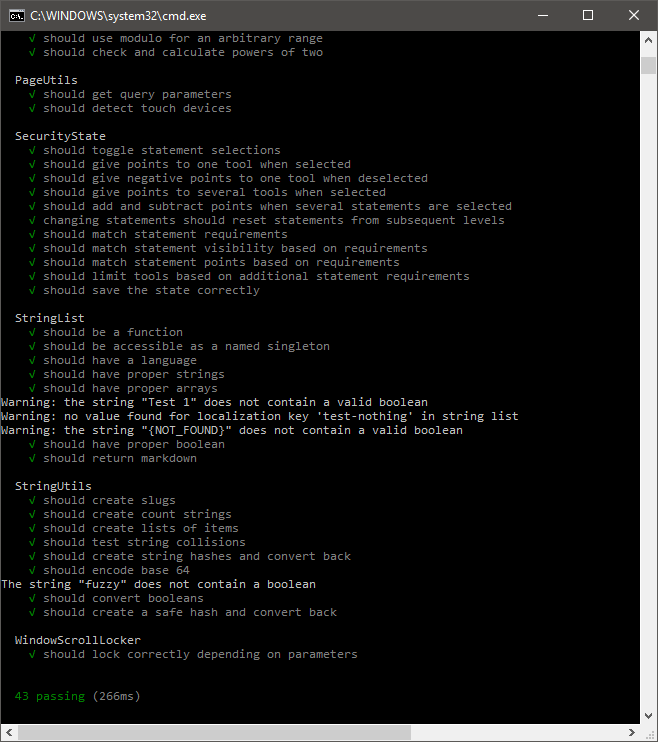 C:\WINDOWS\system32\cmd.exe
√ should use modulo for an arbitrary range
√ should check and calculate powers of two
PageUtils
√ should get query parameters
√ should detect touch devices
SecurityState
√ should toggle statement selections
√ should give points to one tool when selected
√ should give negative points to one tool when deselected
√ should give points to several tools when selected
√ should add and subtract points when several statements are selected
√ changing statements should reset statements from subsequent levels
√ should match statement requirements
√ should match statement visibility based on requirements
√ should match statement points based on requirements
√ should limit tools based on additional statement requirements
√ should save the state correctly
StringList
√ should be a function
√ should be accessible as a named singleton
√ should have a language
√ should have proper strings
√ should have proper arrays
Warning: the string "Test 1" does not contain a valid boolean
Warning: no value found for localization key 'test-nothing' in string list
Warning: the string "{NOT_FOUND}" does not contain a valid boolean
√ should have proper boolean
√ should return markdown
StringUtils
√ should create slugs
√ should create count strings
√ should create lists of items
√ should test string collisions
√ should create string hashes and convert back
√ should encode base 64
The string "fuzzy" does not contain a boolean
√ should convert booleans
√ should create a safe hash and convert back
WindowScrollLocker
√ should lock correctly depending on parameters
43 passing (266ms)